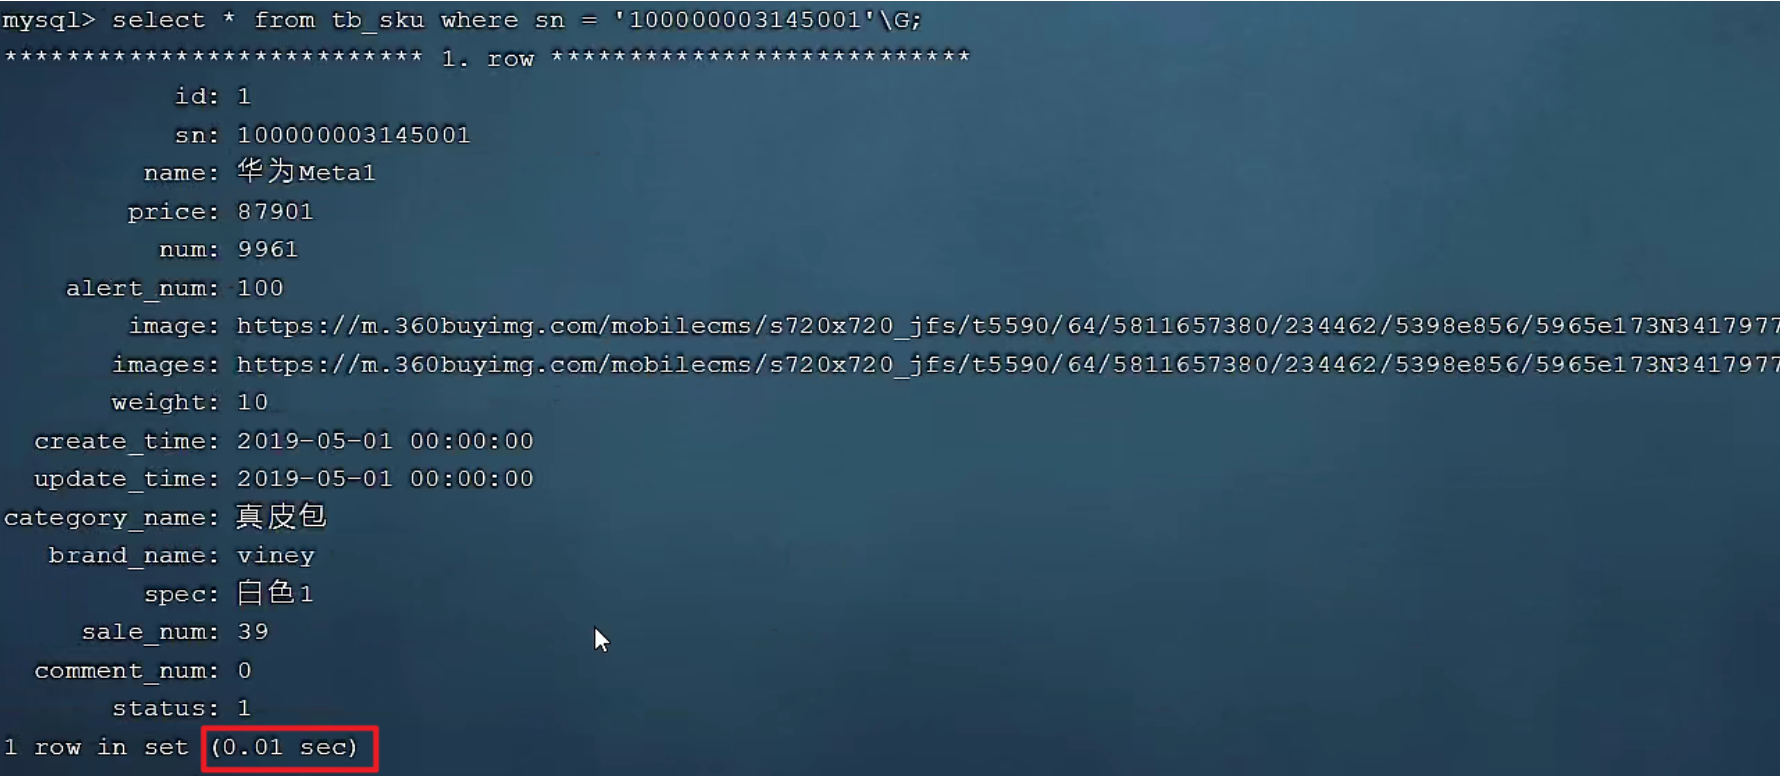 mysql> select * from tb_sku where sn = '100000003145001'\G;
*************************** 1. row ***************************
id: 1
sn: 100000003145001
name: 华为Meta1
price: 87901
num: 9961
alert_num: 100
image: https://m.360buyimg.com/mobilecms/s720x720_jfs/t5590/64/5811657380/234462/5398e856/5965e173N3417977
images: https://m.360buyimg.com/mobilecms/s720x720_jfs/t5590/64/5811657380/234462/5398e856/5965e173N3417977
weight: 10
create_time: 2019-05-01 00:00:00
update_time: 2019-05-01 00:00:00
category_name: 真皮包
brand_name: viney
spec: 白色1
sale_num: 39
comment_num: 0
status: 1
1 row in set (0.01 sec)